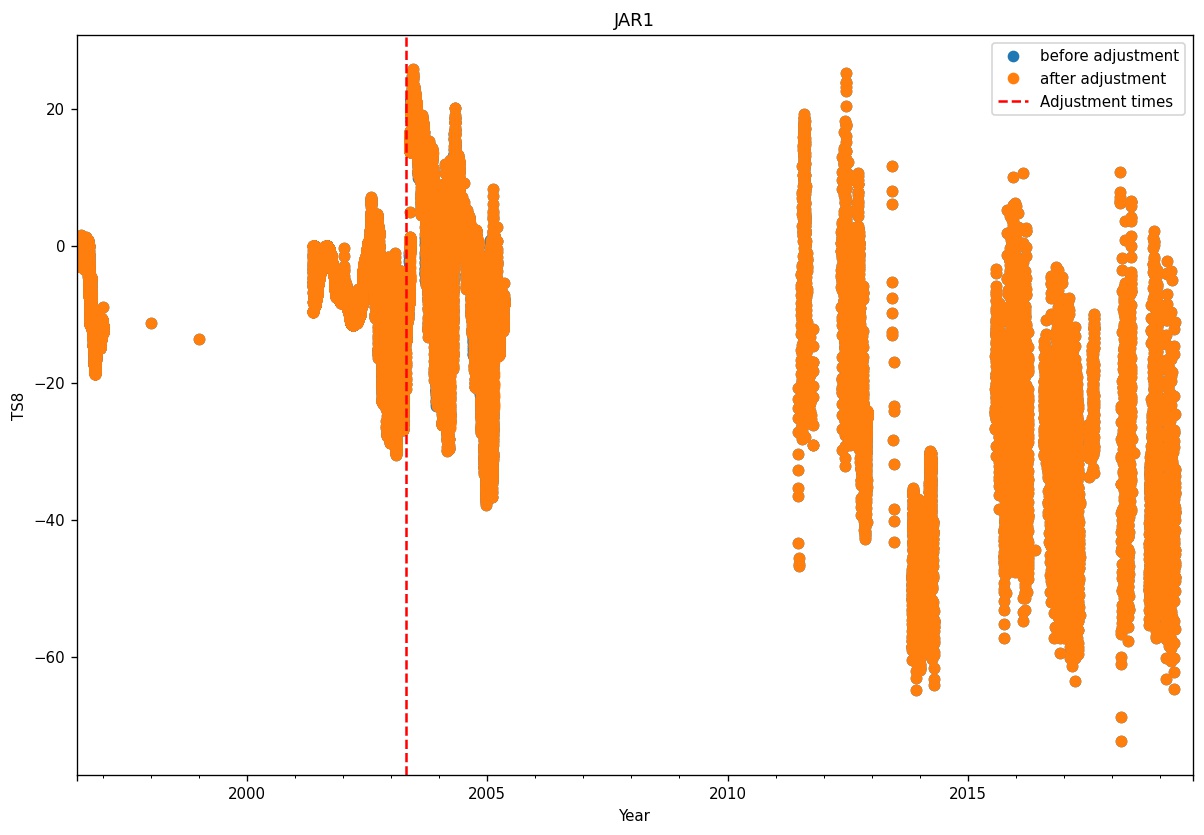 JAR1
before adjustment
after adjustment
Adjustment times
TS8
20
0
−20
−40
−60
2000
2005
2010
2015
Year